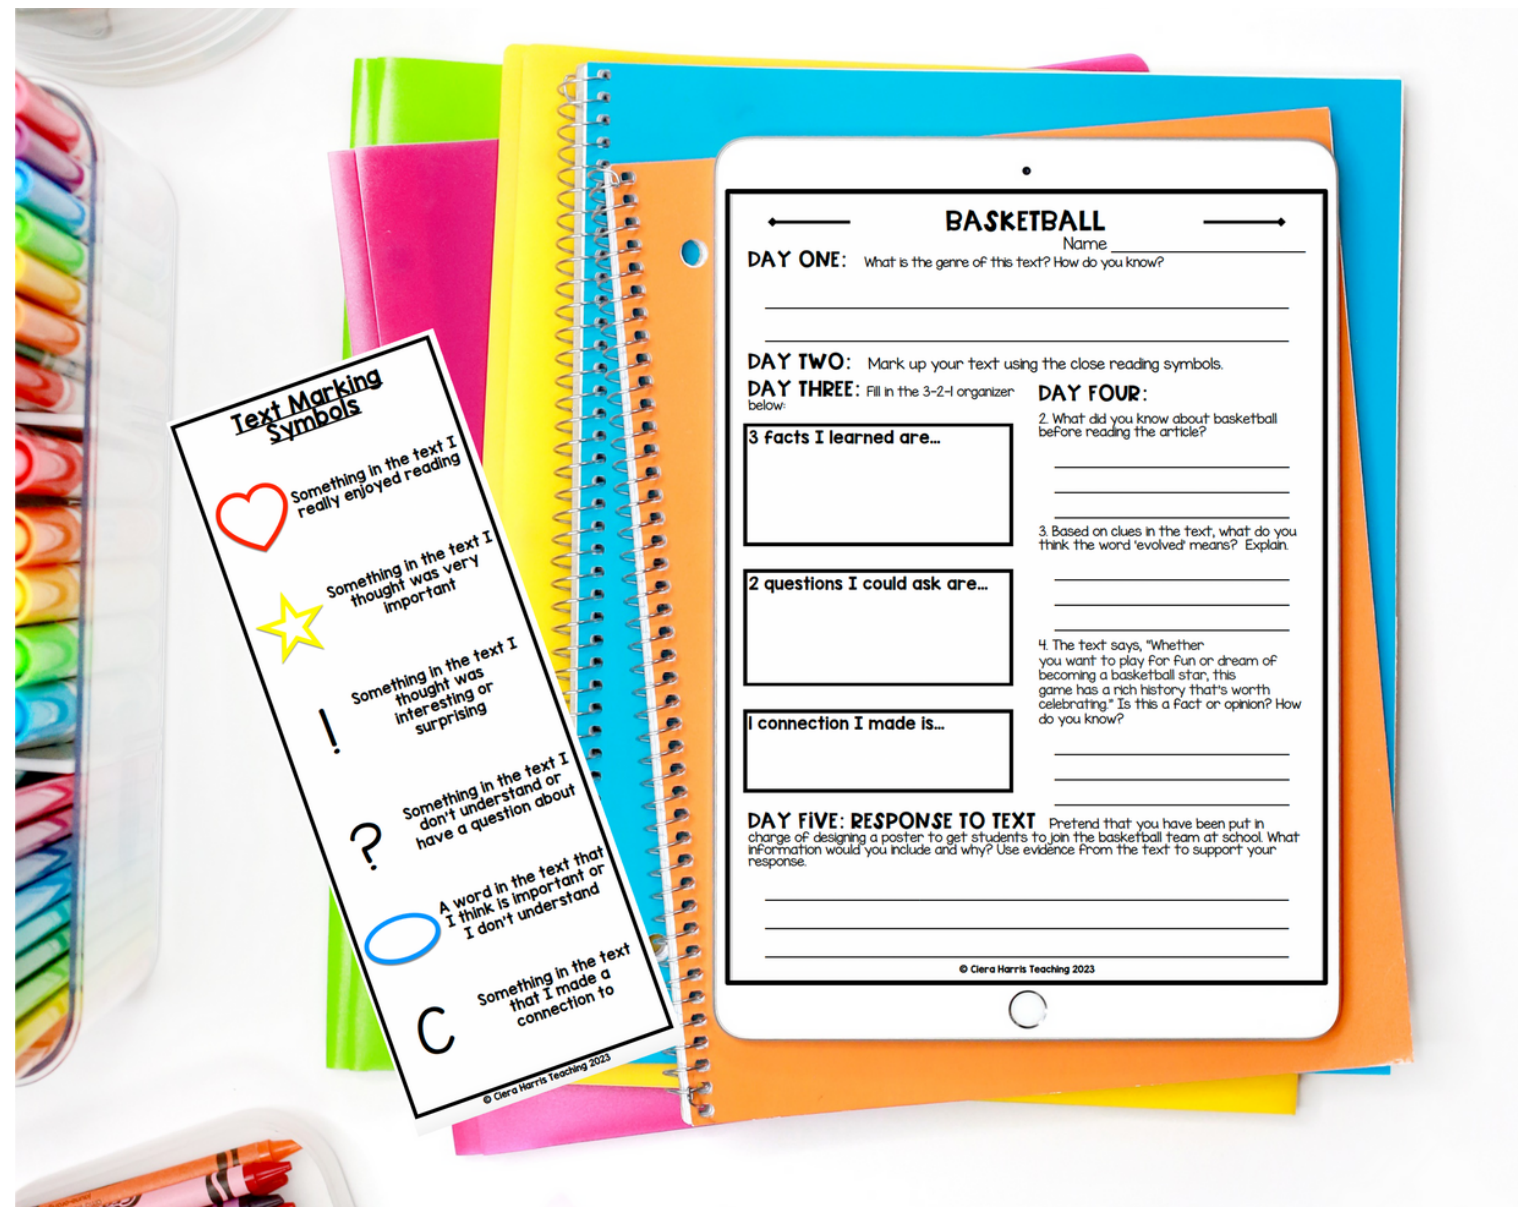 Text Marking
Symbols
Something in the text I
really enjoyed reading
Something in the text I
thought was very
important
!
Something in the text I
thought was
interesting or
surprising
?
Something in the text I
don't understand or
have a question about
A word in the text that
I think is important or
I don't understand
C
Something in the text
that I made a
connection to
© Ciera Harris Teaching 2023
BASKETBALL
Name
DAY ONE: What is the genre of this text? How do you know?
DAY TWO: Mark up your text using the close reading symbols.
DAY THREE: Fill in the 3-2-1 organizer
below:
3 facts I learned are...
2 questions I could ask are...
1 connection I made is...
DAY FOUR:
2. What did you know about basketball
before reading the article?
3. Based on clues in the text, what do you
think the word 'evolved' means? Explain.
4. The text says, "Whether
you want to play for fun or dream of
becoming a basketball star, this
game has a rich history that's worth
celebrating." Is this a fact or opinion? How
do you know?
DAY FIVE: RESPONSE TO TEXT Pretend that you have been put in
charge of designing a poster to get students to join the basketball team at school. What
information would you include and why? Use evidence from the text to support your
response.
© Ciera Harris Teaching 2023